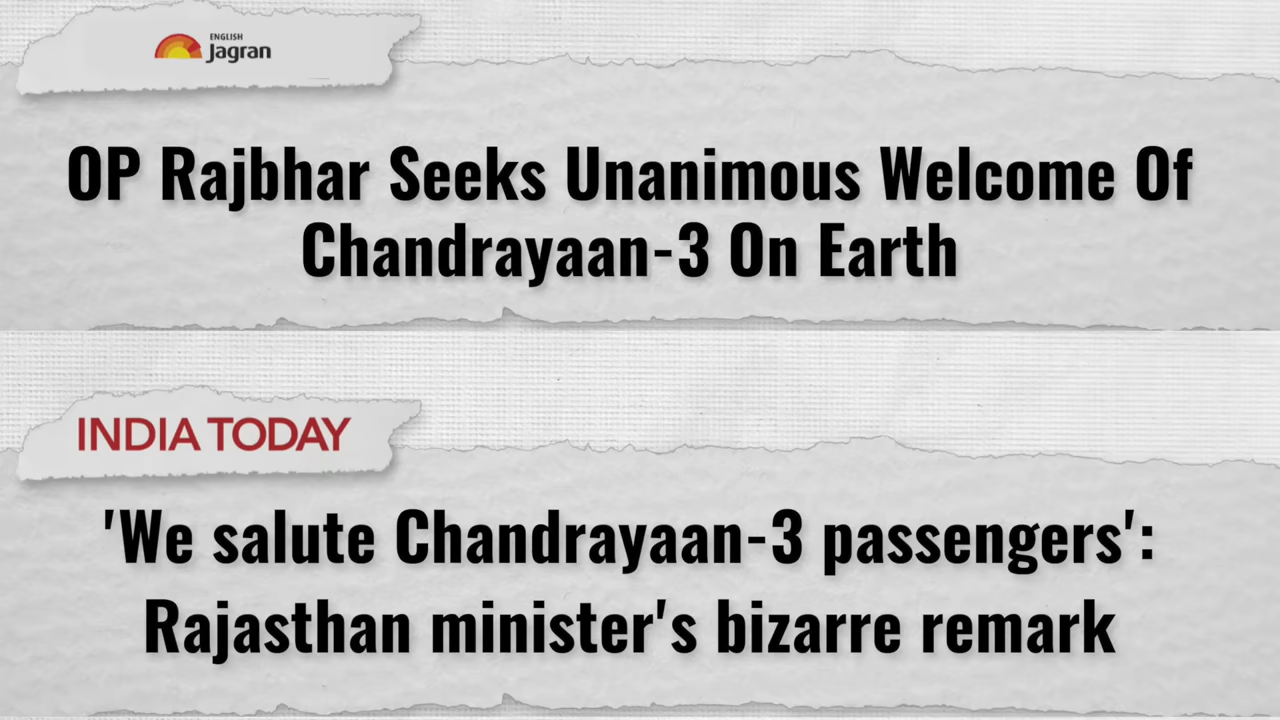 ENGLISH
Jagran
OP Rajbhar Seeks Unanimous Welcome Of
Chandrayaan-3 On Earth
INDIA TODAY
'We salute Chandrayaan-3 passengers':
Rajasthan minister's bizarre remark